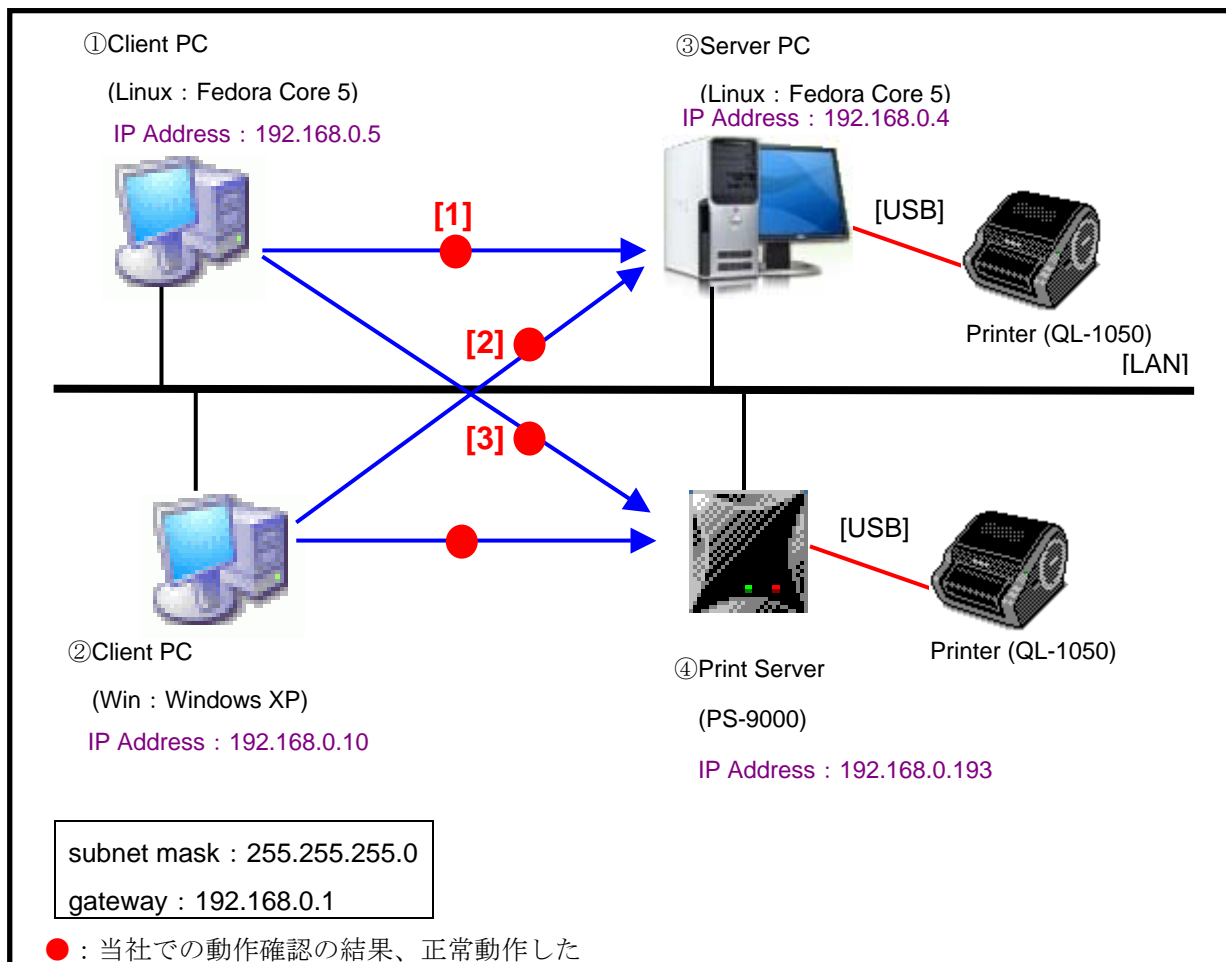 ①Client PC
(Linux：Fedora Core 5)
IP Address：192.168.0.5
③Server PC
(Linux：Fedora Core 5)
IP Address：192.168.0.4
[1]
[USB]
Printer (QL-1050)
[LAN]
[2]
[3]
[USB]
Printer (QL-1050)
②Client PC
(Win：Windows XP)
IP Address：192.168.0.10
④Print Server
(PS-9000)
IP Address：192.168.0.193
subnet mask：255.255.255.0
gateway：192.168.0.1
●：当社での動作確認の結果、正常動作した